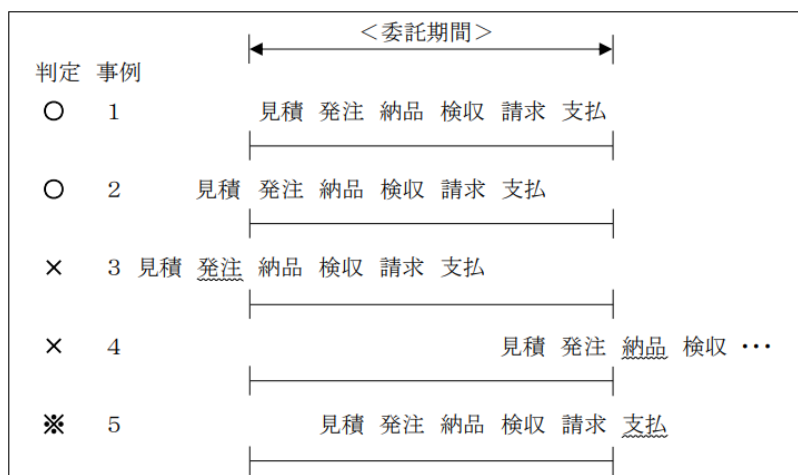 <委託期間>
判定 事例
○ 1 見積 発注 納品 検収 請求 支払
○ 2 見積 発注 納品 検収 請求 支払
× 3 見積 発注 納品 検収 請求 支払
× 4 見積 発注 納品 検収 ・・・
※ 5 見積 発注 納品 検収 請求 支払